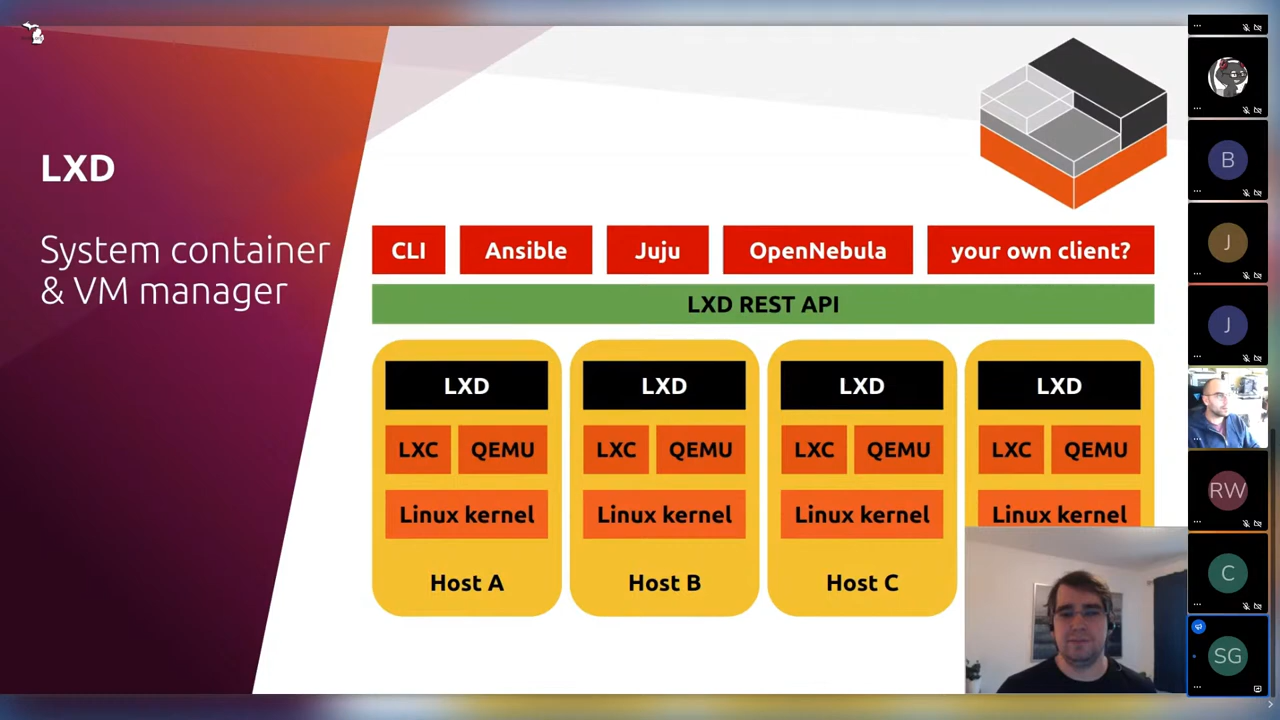 LXD
System container
& VM manager
CLI
Ansible
Juju
OpenNebula
your own client?
LXD REST API
LXD
LXD
LXD
LXD
LXC
QEMU
LXC
QEMU
LXC
QEMU
LXC
QEMU
Linux kernel
Linux kernel
Linux kernel
Linux kernel
Host A
Host B
Host C
B
J
J
RW
C
SG